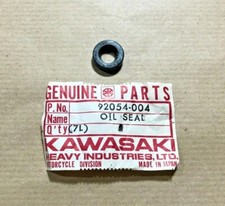 GENUINE PARTS
P. No. 92054-004
Name OIL SEAL
Q'ty (7L)
KAWASAKI
HEAVY INDUSTRIES, LTD.
MOTORCYCLE DIVISION MADE IN JAPAN